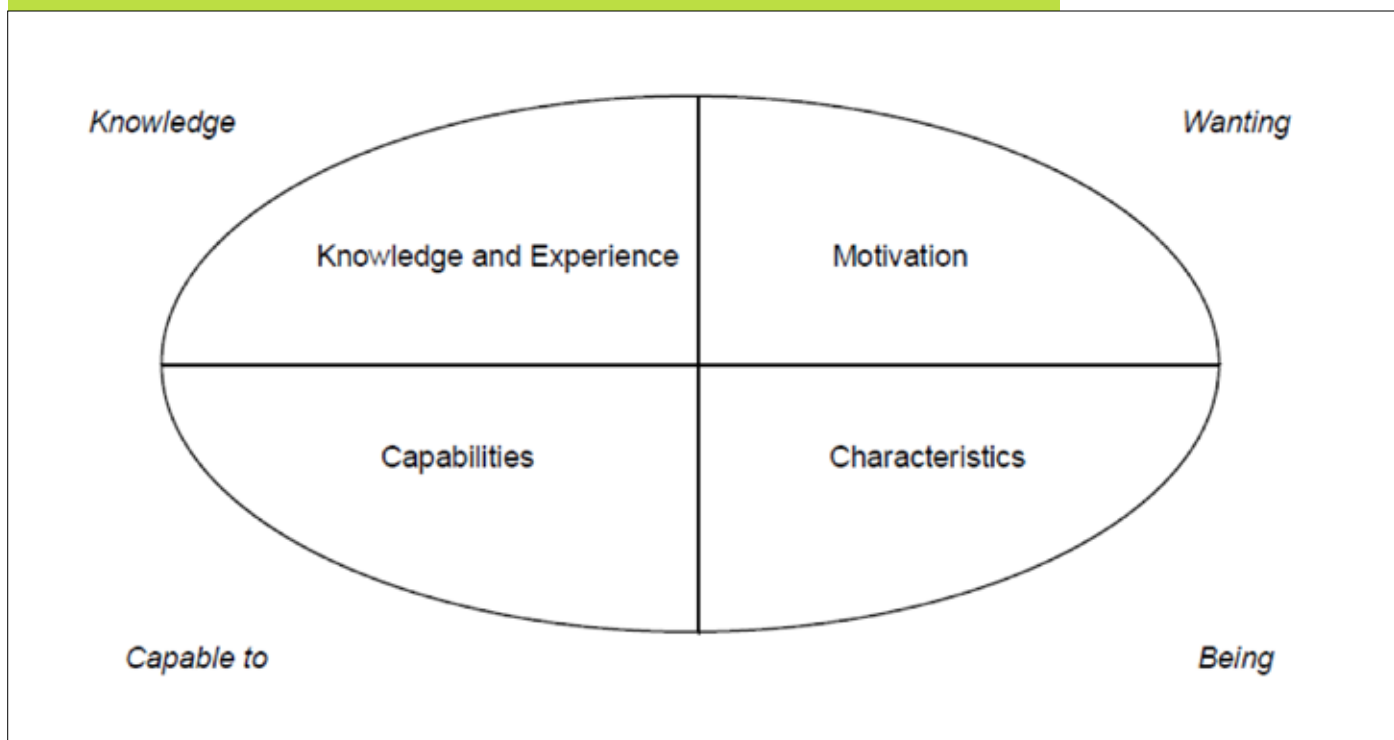 Knowledge
Wanting
Knowledge and Experience
Motivation
Capabilities
Characteristics
Capable to
Being